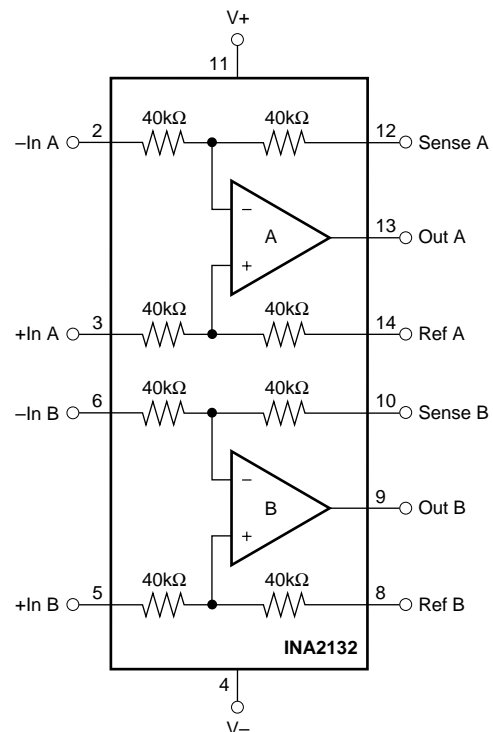 V+
11
40kΩ 40kΩ
–In A 2 12 Sense A
−
A 13 Out A
+
40kΩ 40kΩ
+In A 3 14 Ref A
40kΩ 40kΩ
–In B 6 10 Sense B
−
B 9 Out B
+
40kΩ 40kΩ
+In B 5 8 Ref B
INA2132
4
V–